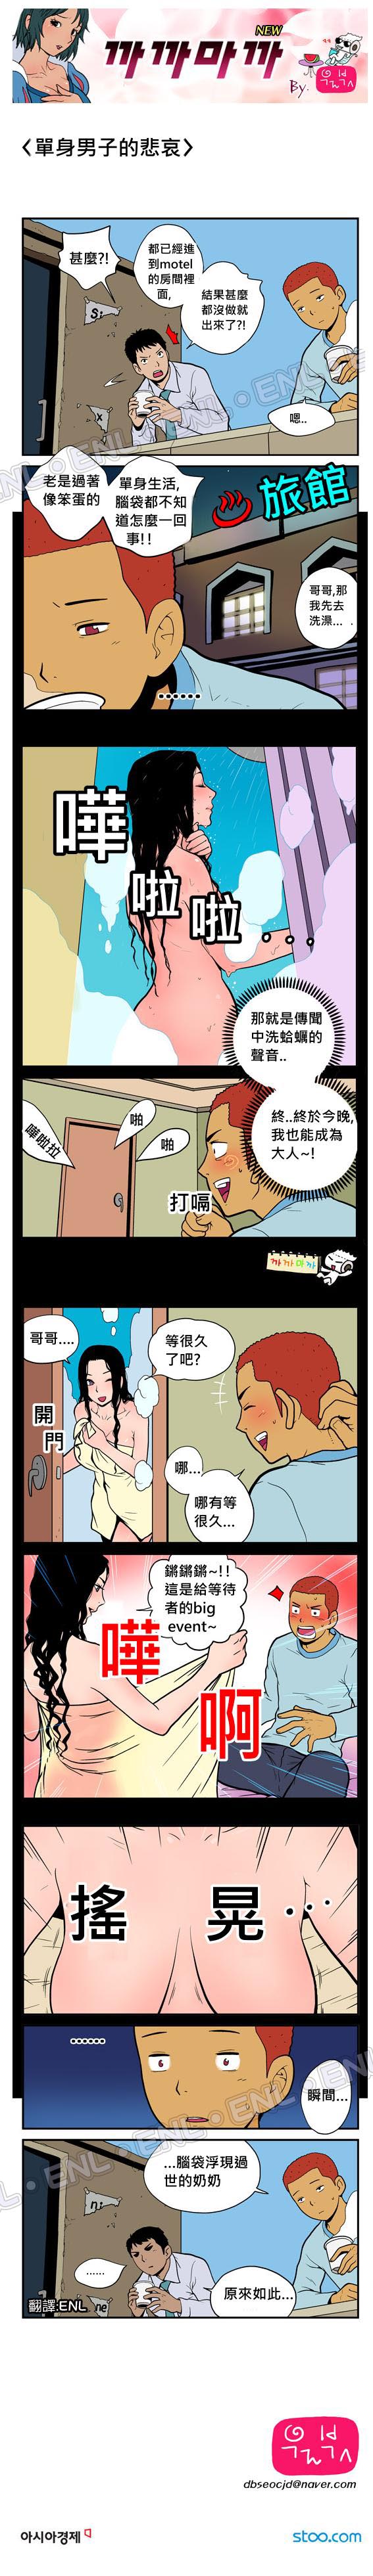 NEW
까까마까
By.
〈單身男子的悲哀〉
甚麼?!
都已經進
到motel
的房間裡
面,
結果甚麼
都沒做就
出來了?!
嗯..
老是過著
像笨蛋的
單身生活,
腦袋都不知
道怎麼一回
事!!
旅館
哥哥,那
我先去
洗澡...
......
嘩
啦
啦
...
那就是傳聞
中洗蛤蠣的
聲音..
嘩啦拉
啪
啪
終..終於今晚,
我也能成為
大人~!
打嗝
까까마까
哥哥....
等很久
了吧?
開
門
哪...
哪有等
很久...
鏘鏘鏘~!!
這是給等待
者的big
event~
嘩
啊
搖 晃...
......
瞬間...
...腦袋浮現過
世的奶奶
......
原來如此...
翻譯:ENL
ne
dbseocjd@naver.com
아시아경제
stoo.com